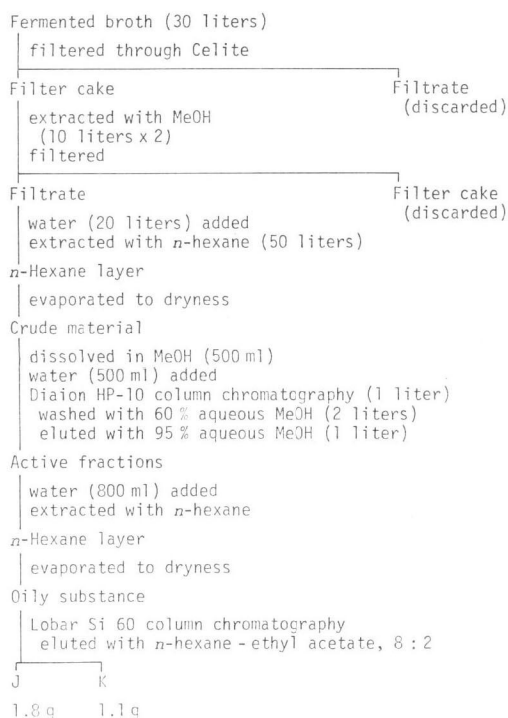 Fermented broth (30 liters)
filtered through Celite
Filter cake Filtrate
(discarded)
extracted with MeOH
(10 liters x 2)
filtered
Filtrate Filter cake
(discarded)
water (20 liters) added
extracted with n-hexane (50 liters)
n-Hexane layer
evaporated to dryness
Crude material
dissolved in MeOH (500 ml)
water (500 ml) added
Diaion HP-10 column chromatography (1 liter)
washed with 60 % aqueous MeOH (2 liters)
eluted with 95 % aqueous MeOH (1 liter)
Active fractions
water (800 ml) added
extracted with n-hexane
n-Hexane layer
evaporated to dryness
Oily substance
Lobar Si 60 column chromatography
eluted with n-hexane - ethyl acetate, 8 : 2
J K
1.8 g 1.1 g